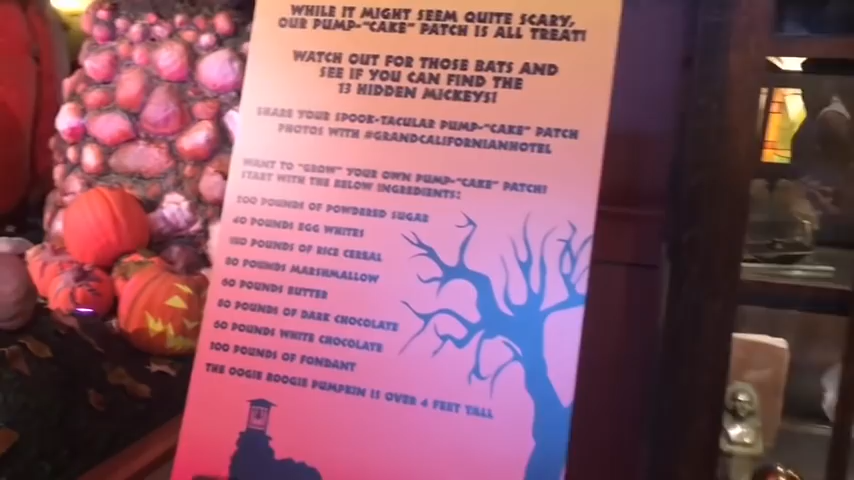 WHILE IT MIGHT SEEM QUITE SCARY,
OUR PUMP-"CAKE" PATCH IS ALL TREAT!
WATCH OUT FOR THOSE BATS AND
SEE IF YOU CAN FIND THE
13 HIDDEN MICKEYS!
SHARE YOUR SPOOK-TACULAR PUMP-"CAKE" PATCH
PHOTOS WITH #GRANDCALIFORNIANHOTEL
WANT TO "GROW" YOUR OWN PUMP-"CAKE" PATCH!
START WITH THE BELOW INGREDIENTS:
POUNDS OF POWDERED SUGAR
40 POUNDS EGG WHITES
POUNDS OF RICE CEREAL
80 POUNDS MARSHMALLOW
60 POUNDS BUTTER
80 POUNDS OF DARK CHOCOLATE
60 POUNDS WHITE CHOCOLATE
POUNDS OF FONDANT
THE OOGIE BOOGIE PUMPKIN IS OVER 4 FEET TALL